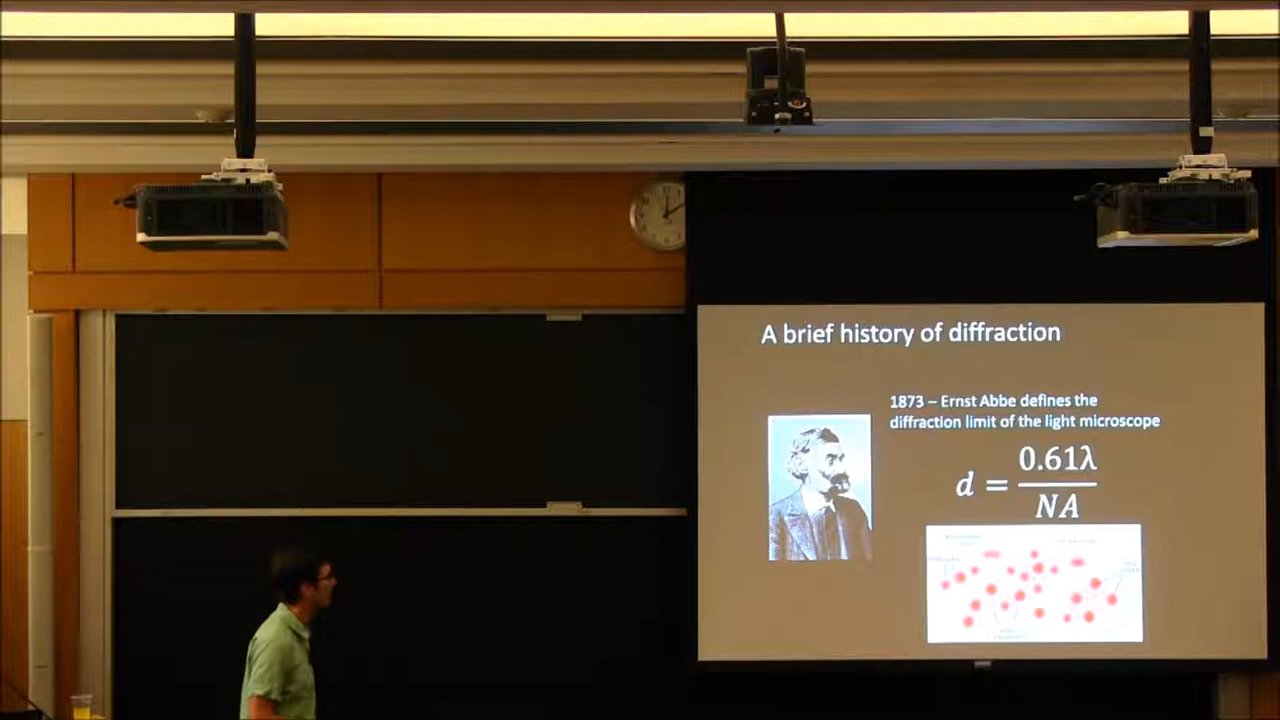 A brief history of diffraction
1873 – Ernst Abbe defines the
diffraction limit of the light microscope
d = 0.61λ / NA